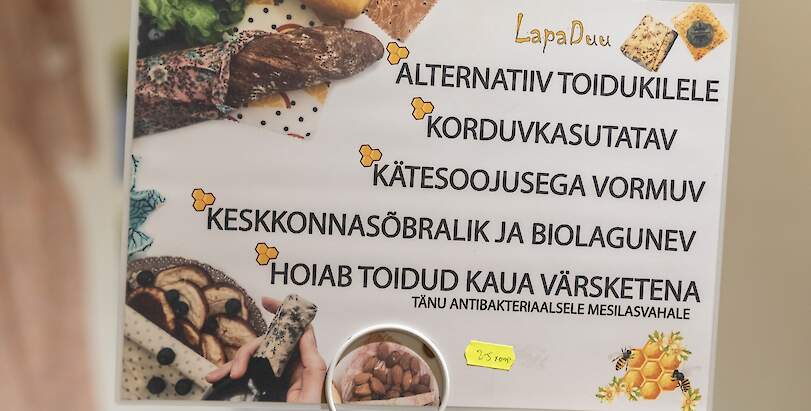 LapaDuu
ALTERNATIIV TOIDUKILELE
KORDUVKASUTATAV
KÄTESOOJUSEGA VORMUV
KESKKONNASÕBRALIK JA BIOLAGUNEV
HOIAB TOIDUD KAUA VÄRSKETENA
TÄNU ANTIBAKTERIAALSELE MESILASVAHALE